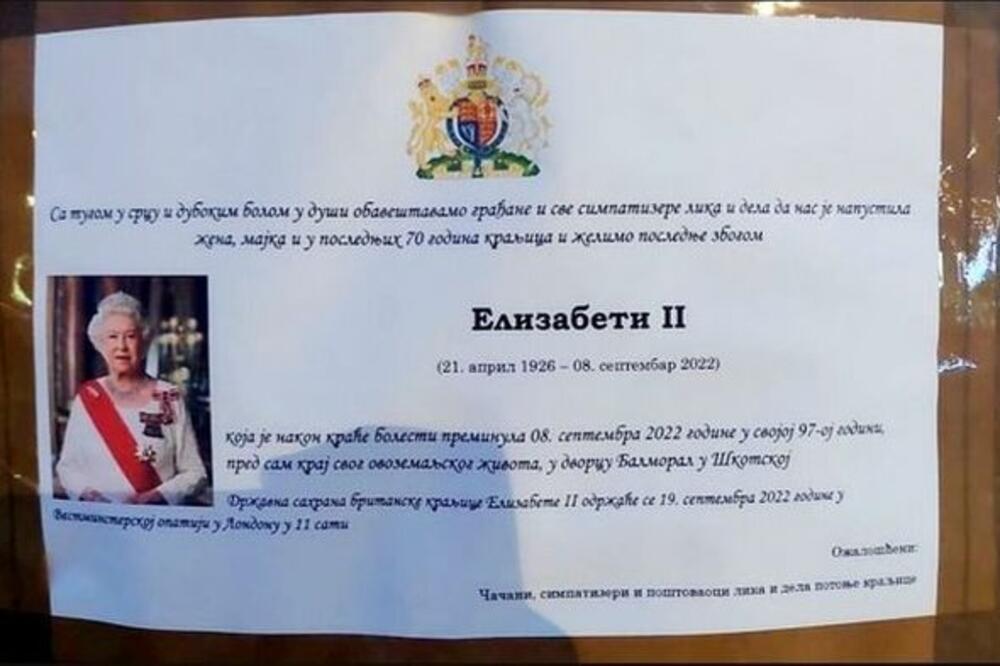 Са тугом у срцу и дубоким болом у души обавештавамо грађане и све симпатизере лика и дела да нас је напустила
жена, мајка и у последњих 70 година краљица и желимо последње збогом
Елизабети II
(21. април 1926 – 08. септембар 2022)
која је након краће болести преминула 08. септембра 2022 године у својој 97-ој години,
пред сам крај свог овоземаљског живота, у дворцу Балморал у Шкотској
Државна сахрана британске краљице Елизабете II одржаће се 19. септембра 2022 године у
Вестминстерској опатији у Лондону у 11 сати
Ожалошћени:
Чачани, симпатизери и поштоваоци лика и дела потоње краљице